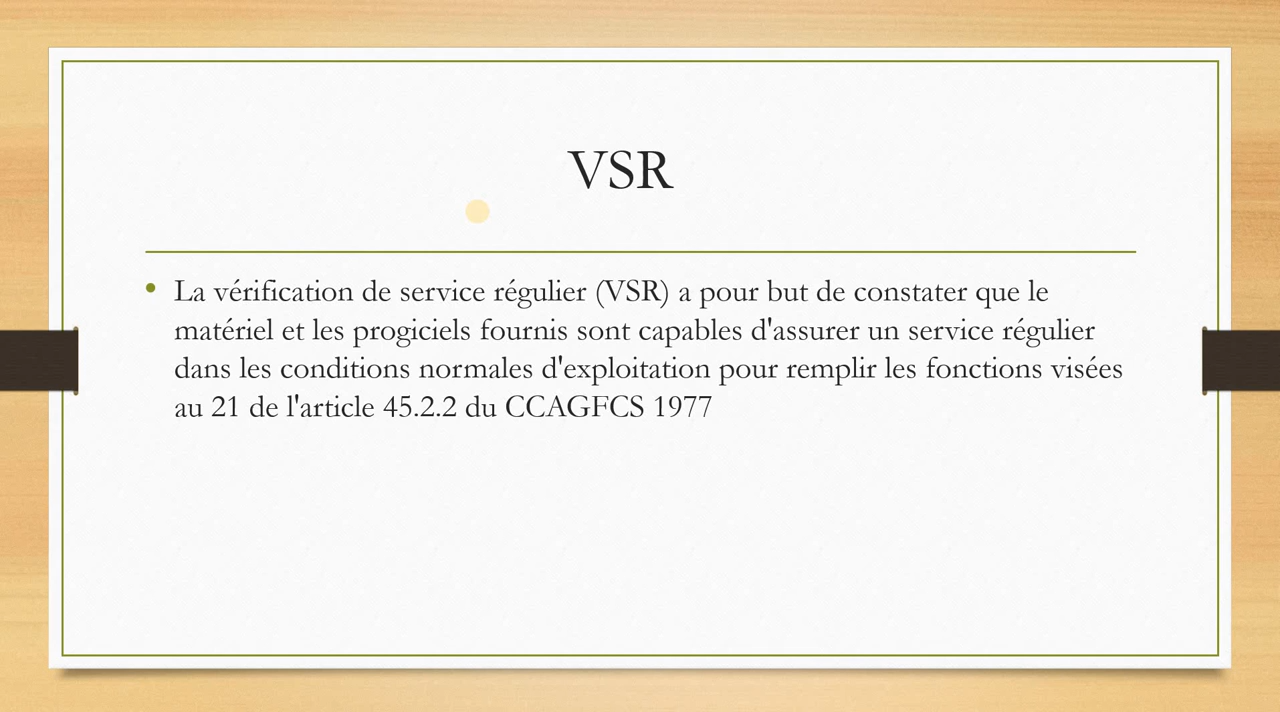 VSR
• La vérification de service régulier (VSR) a pour but de constater que le
matériel et les progiciels fournis sont capables d'assurer un service régulier
dans les conditions normales d'exploitation pour remplir les fonctions visées
au 21 de l'article 45.2.2 du CCAGFCS 1977